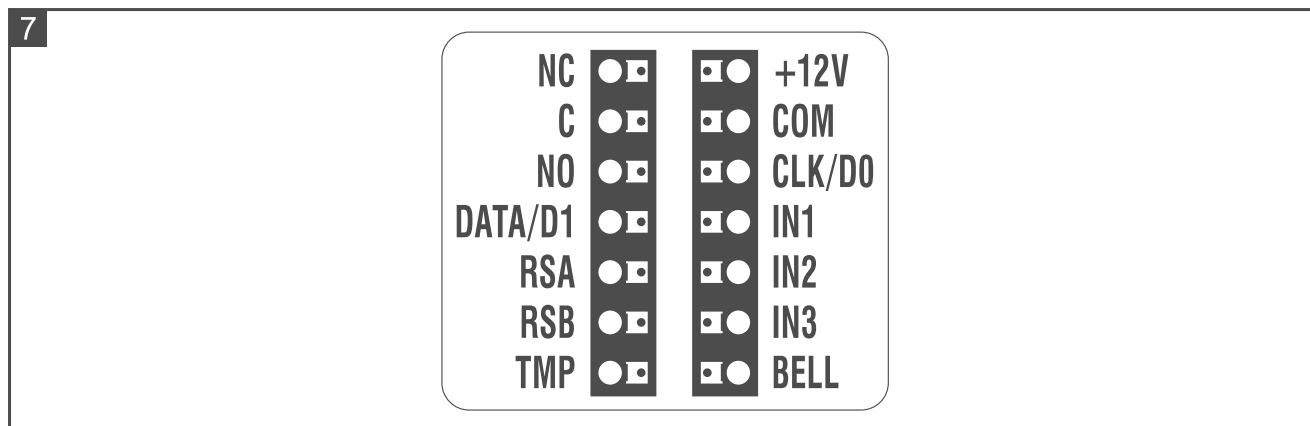 7
NC +12V
C COM
NO CLK/D0
DATA/D1 IN1
RSA IN2
RSB IN3
TMP BELL